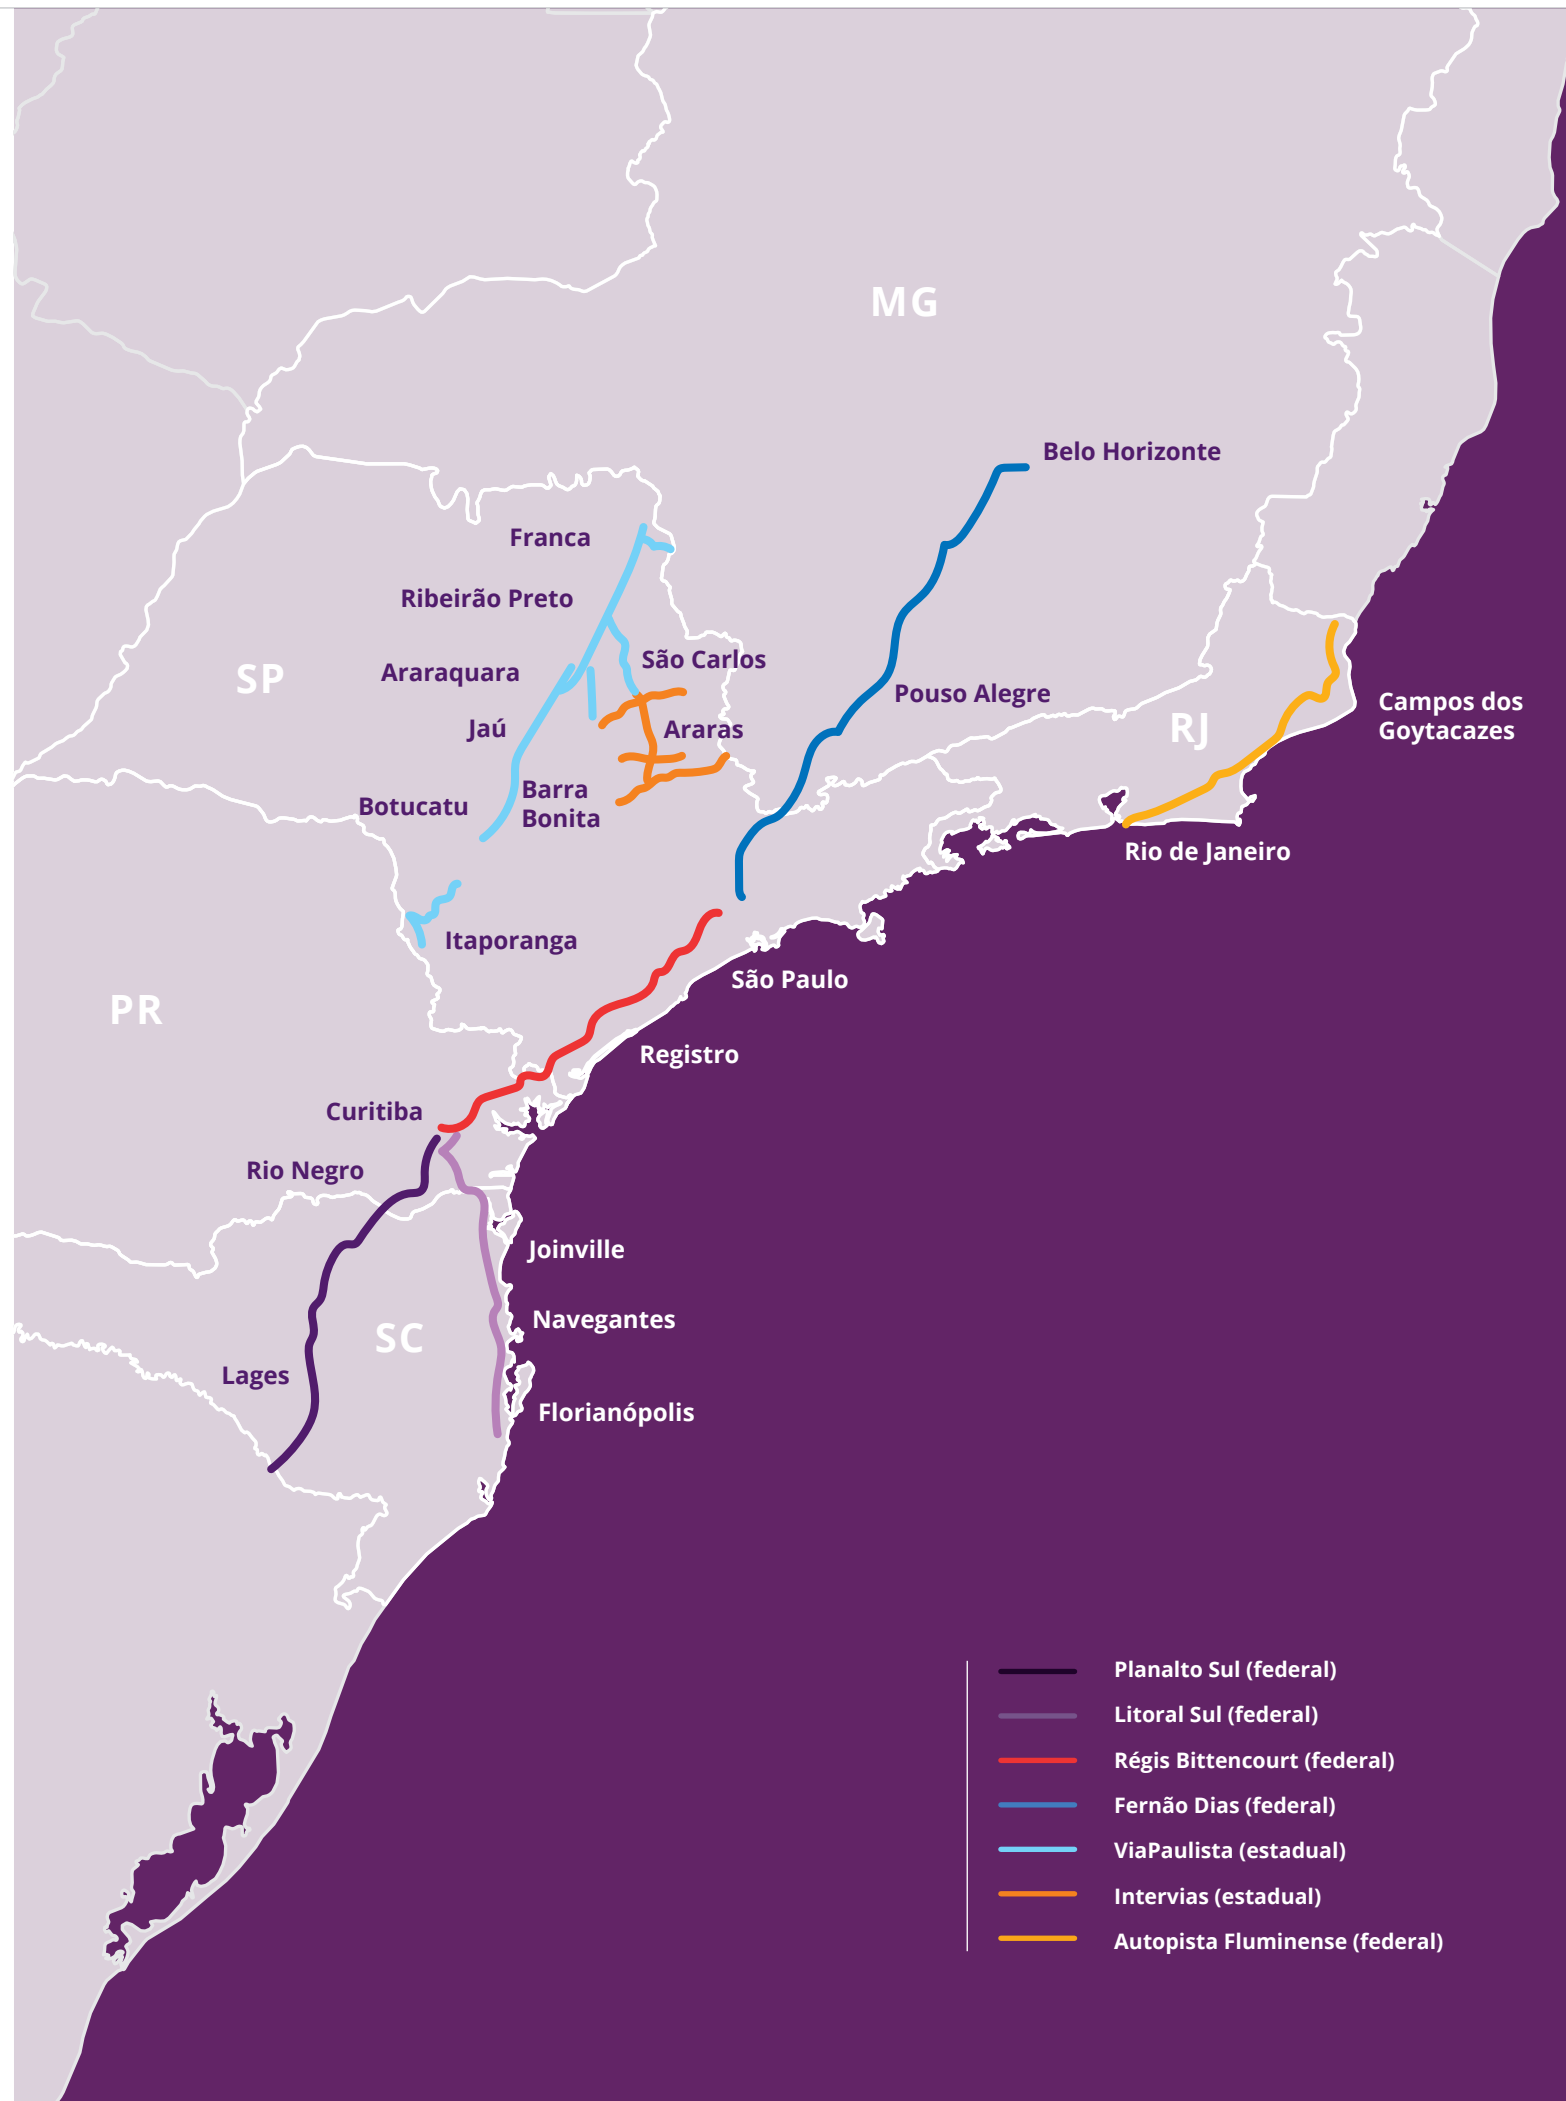 MG
Belo Horizonte
Franca
Ribeirão Preto
São Carlos
Araraquara
SP
Pouso Alegre
Campos dos
Goytacazes
RJ
Jaú
Araras
Barra
Bonita
Botucatu
Rio de Janeiro
Itaporanga
São Paulo
PR
Registro
Curitiba
Rio Negro
Joinville
Navegantes
SC
Lages
Florianópolis
Planalto Sul (federal)
Litoral Sul (federal)
Régis Bittencourt (federal)
Fernão Dias (federal)
ViaPaulista (estadual)
Intervias (estadual)
Autopista Fluminense (federal)